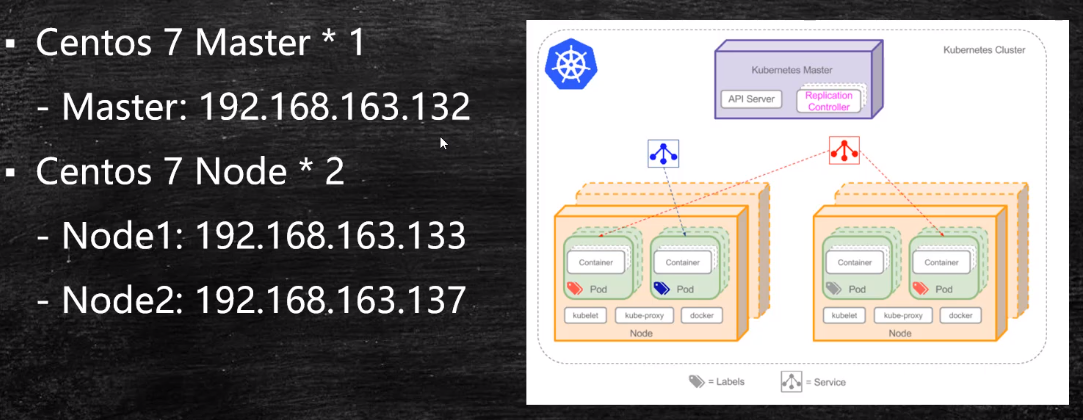 ▪ Centos 7 Master * 1
- Master: 192.168.163.132
▪ Centos 7 Node * 2
- Node1: 192.168.163.133
- Node2: 192.168.163.137
Kubernetes Cluster
Kubernetes Master
API Server
Replication
Controller
Container
Pod
Container
Pod
kubelet
kube-proxy
docker
Node
Container
Pod
Container
Pod
kubelet
kube-proxy
docker
Node
= Labels
= Service